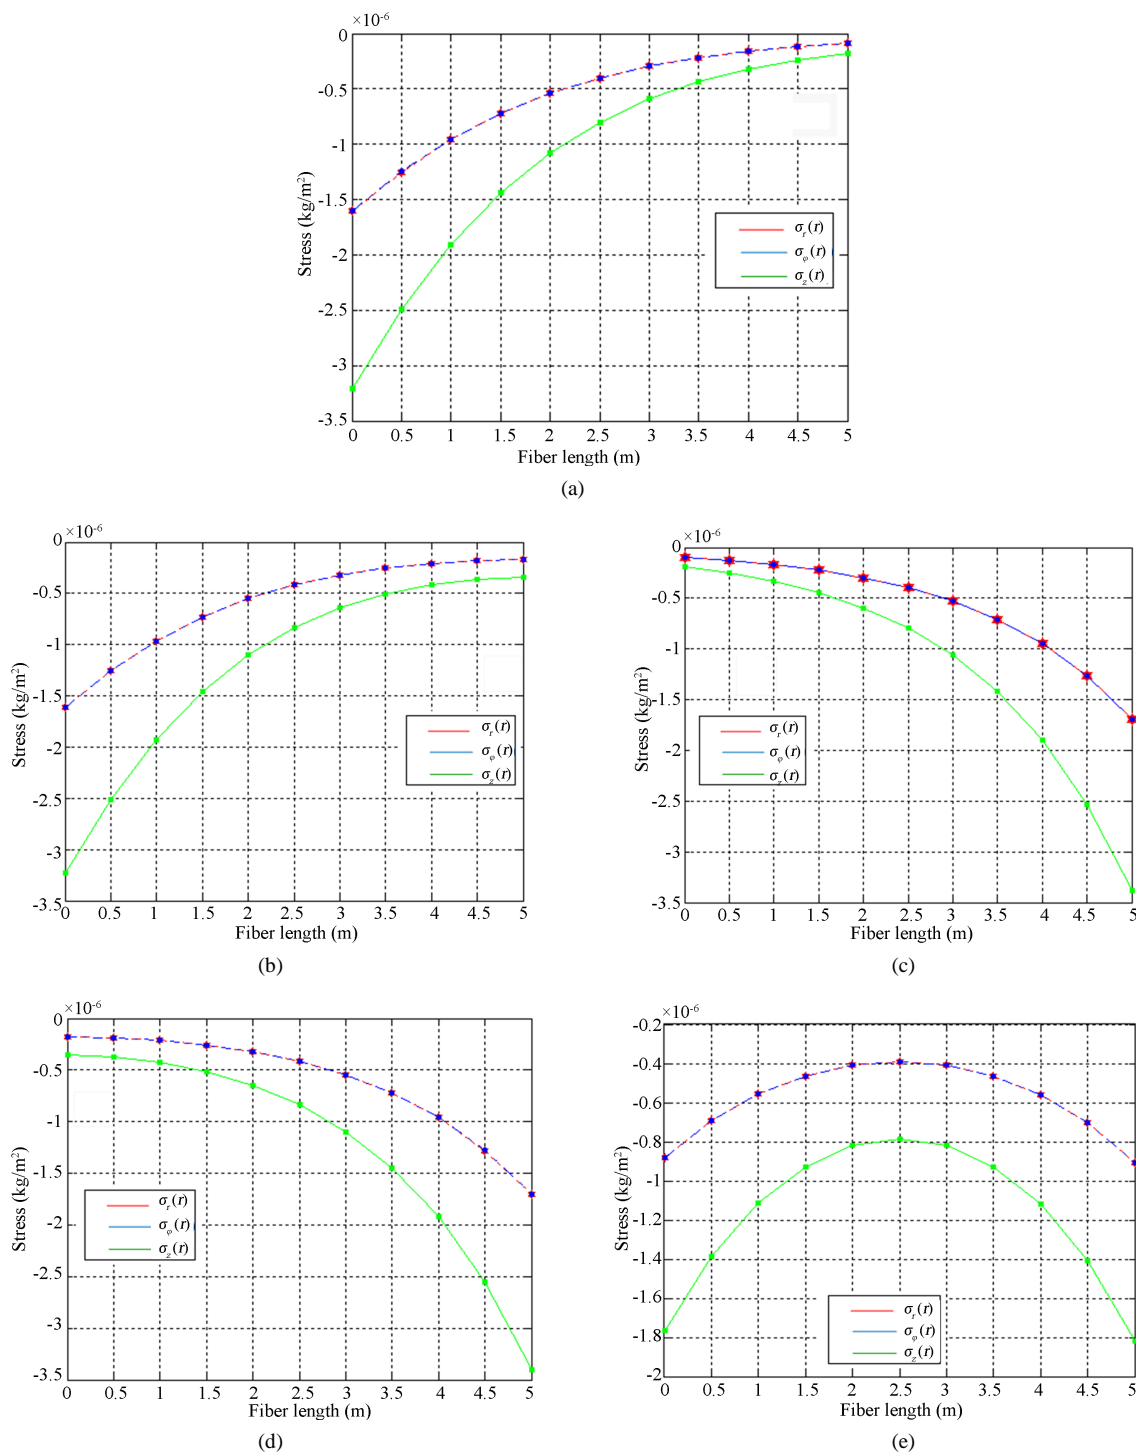 ×10-6
0
-0.5
-1
-1.5
-2
-2.5
-3
-3.5
Stress (kg/m²)
σr(r)
σφ(r)
σz(r)
0 0.5 1 1.5 2 2.5 3 3.5 4 4.5 5
Fiber length (m)
(a)
×10-6
0
-0.5
-1
-1.5
-2
-2.5
-3
-3.5
Stress (kg/m²)
σr(r)
σφ(r)
σz(r)
0 0.5 1 1.5 2 2.5 3 3.5 4 4.5 5
Fiber length (m)
(b)
×10-6
0
-0.5
-1
-1.5
-2
-2.5
-3
-3.5
Stress (kg/m²)
σr(r)
σφ(r)
σz(r)
0 0.5 1 1.5 2 2.5 3 3.5 4 4.5 5
Fiber length (m)
(c)
×10-6
0
-0.5
-1
-1.5
-2
-2.5
-3
-3.5
Stress (kg/m²)
σr(r)
σφ(r)
σz(r)
0 0.5 1 1.5 2 2.5 3 3.5 4 4.5 5
Fiber length (m)
(d)
×10-6
-0.2
-0.4
-0.6
-0.8
-1
-1.2
-1.4
-1.6
-1.8
-2
Stress (kg/m²)
σr(r)
σφ(r)
σz(r)
0 0.5 1 1.5 2 2.5 3 3.5 4 4.5 5
Fiber length (m)
(e)